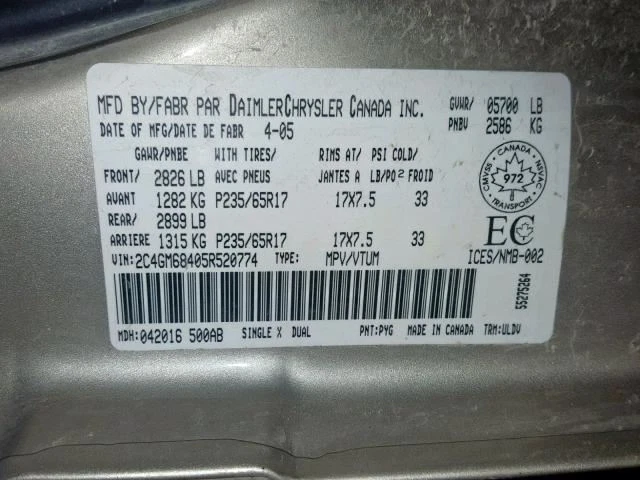 MFD BY/FABR PAR DAIMLERCHRYSLER CANADA INC.
GVWR/ 05700 LB
PNBV 2586 KG
DATE OF MFG/DATE DE FABR 4-05
GAWR/PNBE WITH TIRES/ RIMS AT/ PSI COLD/
FRONT/ 2826 LB AVEC PNEUS JANTES A LB/PO2 FROID
AVANT 1282 KG P235/65R17 17X7.5 33
REAR/ 2899 LB
ARRIERE 1315 KG P235/65R17 17X7.5 33
CMVSS CANADA NSVAC
972
EC
ICES/NMB-002
VIN: 2C4GM68405R520774 TYPE: MPV/VTUM
55275264
MDH: 042016 500AB SINGLE X DUAL PNT: PYG MADE IN CANADA TRM: ULDV